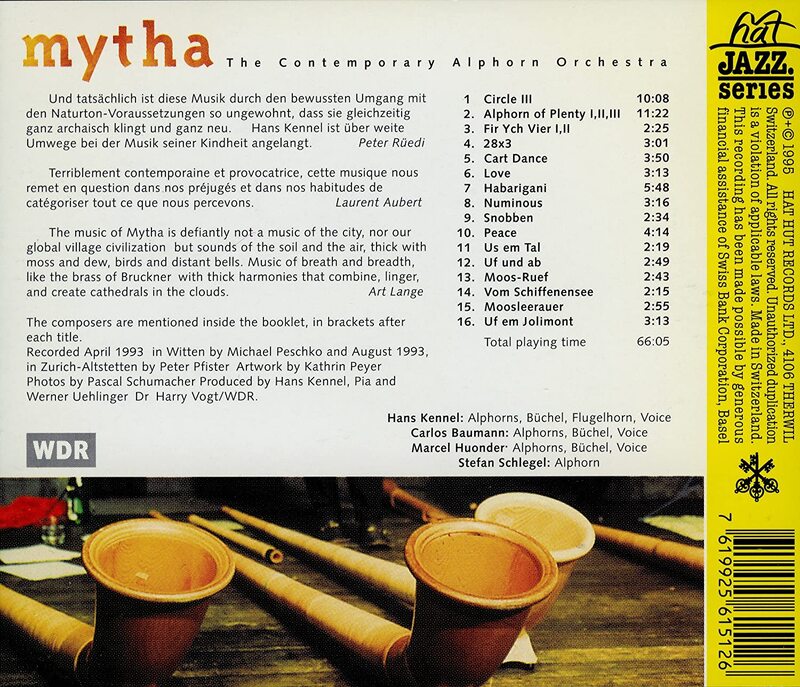 mytha The Contemporary Alphorn Orchestra
Und tatsächlich ist diese Musik durch den bewussten Umgang mit
den Naturton-Voraussetzungen so ungewohnt, dass sie gleichzeitig
ganz archaisch klingt und ganz neu. Hans Kennel ist über weite
Umwege bei der Musik seiner Kindheit angelangt. Peter Rüedi
Terriblement contemporaine et provocatrice, cette musique nous
remet en question dans nos préjugés et dans nos habitudes de
catégoriser tout ce que nous percevons. Laurent Aubert
The music of Mytha is defiantly not a music of the city, nor our
global village civilization but sounds of the soil and the air, thick with
moss and dew, birds and distant bells. Music of breath and breadth,
like the brass of Bruckner with thick harmonies that combine, linger,
and create cathedrals in the clouds. Art Lange
The composers are mentioned inside the booklet, in brackets after
each title.
Recorded April 1993 in Witten by Michael Peschko and August 1993,
in Zurich-Altstetten by Peter Pfister Artwork by Kathrin Peyer
Photos by Pascal Schumacher Produced by Hans Kennel, Pia and
Werner Uehlinger Dr Harry Vogt/WDR.
WDR
1 Circle III 10:08
2. Alphorn of Plenty I,II,III 11:22
3. Fir Ych Vier I,II 2:25
4. 28x3 3:01
5. Cart Dance 3:50
6. Love 3:13
7 Habarigani 5:48
8. Numinous 3:16
9. Snobben 2:34
10. Peace 4:14
11 Us em Tal 2:19
12. Uf und ab 2:49
13. Moos-Ruef 2:43
14. Vom Schiffenensee 2:15
15. Moosleerauer 2:55
16. Uf em Jolimont 3:13
Total playing time 66:05
Hans Kennel: Alphorns, Büchel, Flugelhorn, Voice
Carlos Baumann: Alphorns, Büchel, Voice
Marcel Huonder: Alphorns, Büchel, Voice
Stefan Schlegel: Alphorn
hat
JAZZ.
series
℗+© 1995 HAT HUT RECORDS LTD., 4106 THERWIL
Switzerland. All rights reserved. Unauthorized duplication
is a violation of applicable laws. Made in Switzerland.
This recording has been made possible by generous
financial assistance of Swiss Bank Corporation, Basel
7 619925 615126